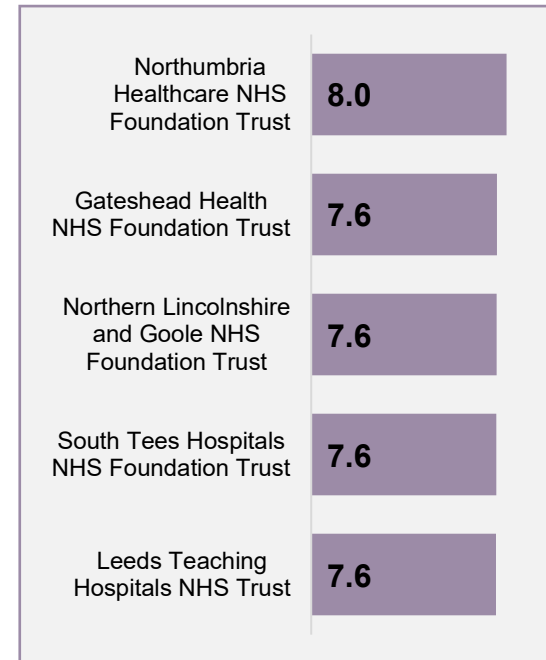 Northumbria
Healthcare NHS
Foundation Trust
8.0
Gateshead Health
NHS Foundation Trust
7.6
Northern Lincolnshire
and Goole NHS
Foundation Trust
7.6
South Tees Hospitals
NHS Foundation Trust
7.6
Leeds Teaching
Hospitals NHS Trust
7.6